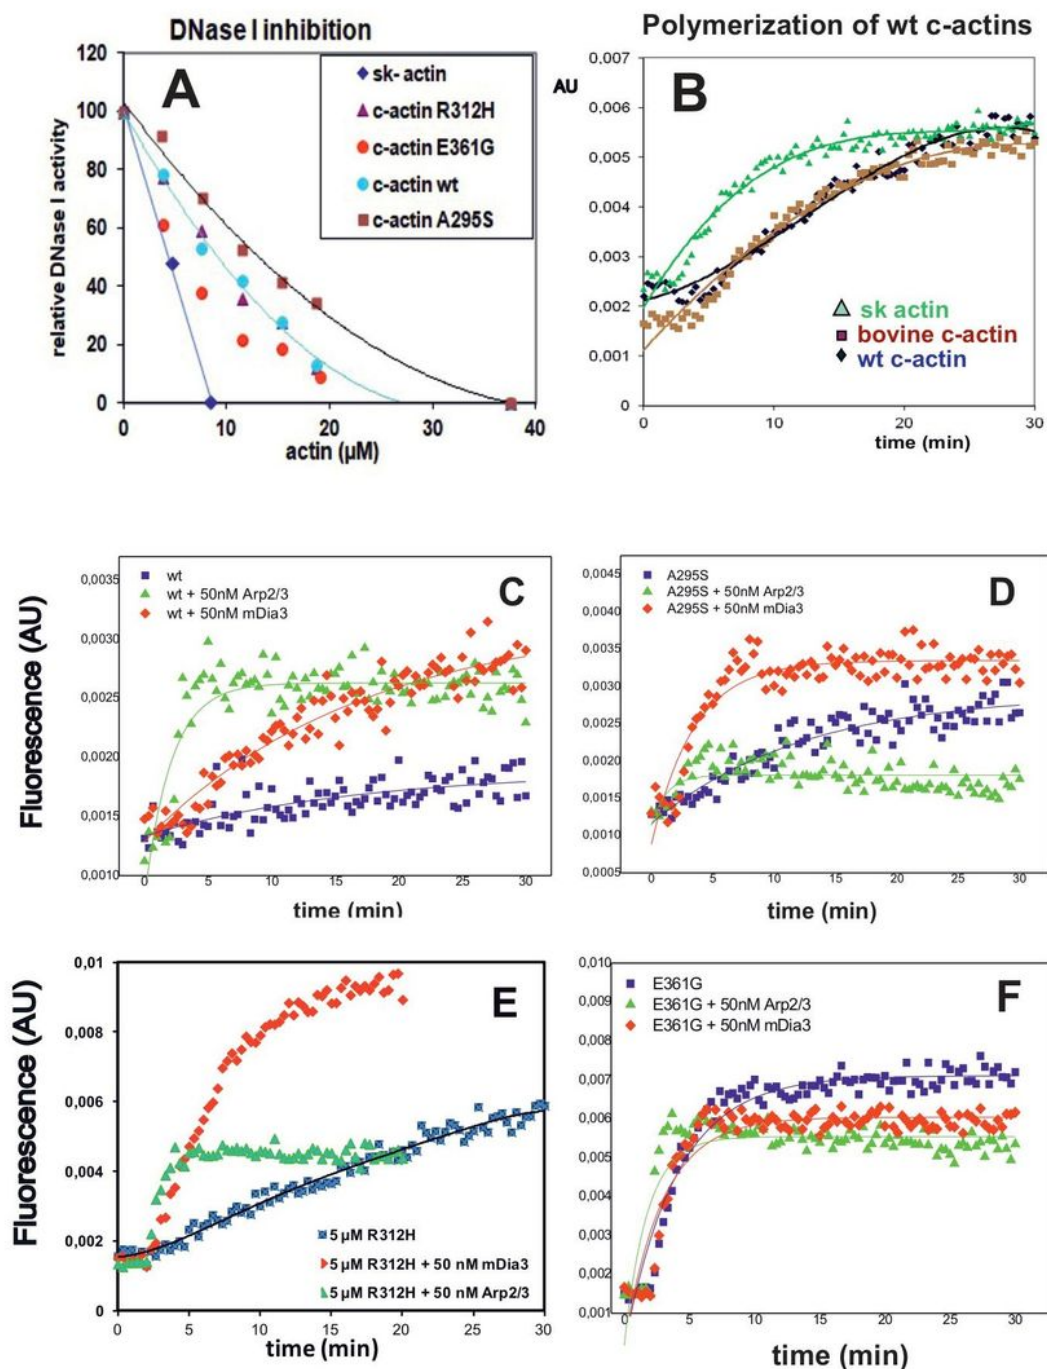 DNase I inhibition
A
relative DNase I activity
120
100
80
60
40
20
0
sk- actin
c-actin R312H
c-actin E361G
c-actin wt
c-actin A295S
0 10 20 30 40
actin (µM)
Polymerization of wt c-actins
B
AU
0,007
0,006
0,005
0,004
0,003
0,002
0,001
0
sk actin
bovine c-actin
wt c-actin
0 10 20 30
time (min)
Fluorescence (AU)
C
0,0035
0,0030
0,0025
0,0020
0,0015
0,0010
wt
wt + 50nM Arp2/3
wt + 50nM mDia3
0 5 10 15 20 25 30
time (min)
D
0,0045
0,0040
0,0035
0,0030
0,0025
0,0020
0,0015
0,0010
0,0005
A295S
A295S + 50nM Arp2/3
A295S + 50nM mDia3
0 5 10 15 20 25 30
time (min)
Fluorescence (AU)
E
0,01
0,008
0,006
0,004
0,002
0
5 µM R312H
5 µM R312H + 50 nM mDia3
5 µM R312H + 50 nM Arp2/3
0 5 10 15 20 25 30
time (min)
F
0,010
0,009
0,008
0,007
0,006
0,005
0,004
0,003
0,002
0,001
E361G
E361G + 50nM Arp2/3
E361G + 50nM mDia3
0 5 10 15 20 25 30
time (min)